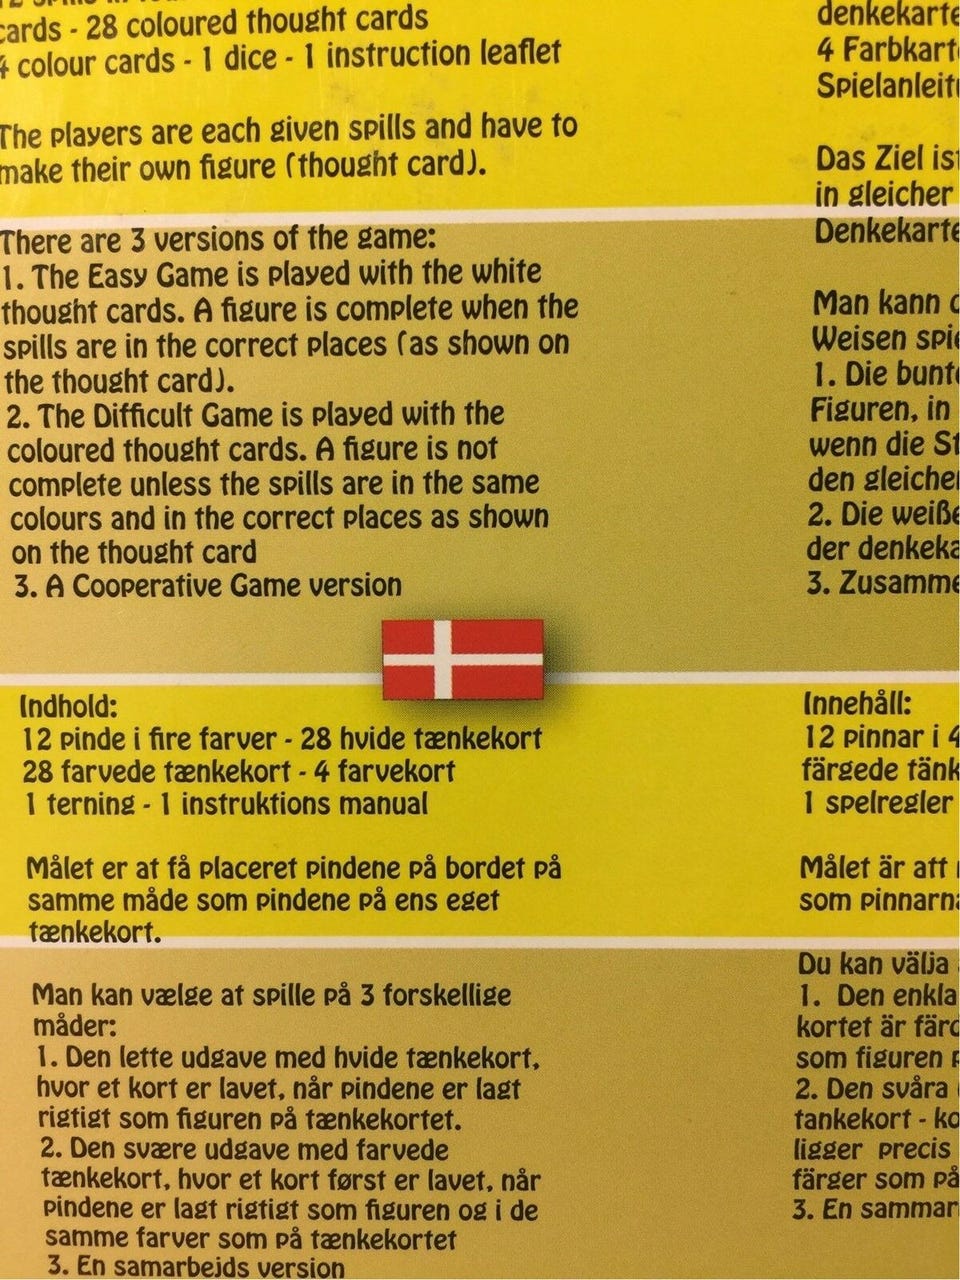 cards - 28 coloured thought cards
4 colour cards - 1 dice - 1 instruction leaflet
The players are each given spills and have to
make their own figure (thought card).
There are 3 versions of the game:
1. The Easy Game is played with the white
thought cards. A figure is complete when the
spills are in the correct places (as shown on
the thought card).
2. The Difficult Game is played with the
coloured thought cards. A figure is not
complete unless the spills are in the same
colours and in the correct places as shown
on the thought card
3. A Cooperative Game version
4 Farbkart
Spielanleit
Das Ziel ist
in gleicher
Denkekarte
Man kann
Weisen spie
1. Die bunt
Figuren, in
wenn die St
den gleiche
2. Die weiße
der denkeka
3. Zusamme
Indhold:
12 pinde i fire farver - 28 hvide tænkekort
28 farvede tænkekort - 4 farvekort
1 terning - 1 instruktions manual
Målet er at få placeret pindene på bordet på
samme måde som pindene på ens eget
tænkekort.
Man kan vælge at spille på 3 forskellige
måder:
1. Den lette udgave med hvide tænkekort,
hvor et kort er lavet, når pindene er lagt
rigtigt som figuren på tænkekortet.
2. Den svære udgave med farvede
tænkekort, hvor et kort først er lavet, når
pindene er lagt rigtigt som figuren og i de
samme farver som på tænkekortet
3. En samarbejds version
Innehåll:
12 pinnar i 4
färgede tänk
1 spelregler
Målet är att
som pinnarna
Du kan välja
1. Den enkla
kortet är färd
som figuren
2. Den svåra
tankekort - ko
ligger precis
färger som på
3. En sammar